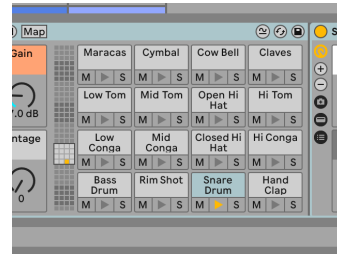 Map
Gain
Maracas
Cymbal
Cow Bell
Claves
M S M S M S M S
.0 dB
Low Tom
Mid Tom
Open Hi
Hat
Hi Tom
M S M S M S M S
ntage
Low
Conga
Mid
Conga
Closed Hi
Hat
Hi Conga
M S M S M S M S
0
Bass
Drum
Rim Shot
Snare
Drum
Hand
Clap
M S M S M S M S